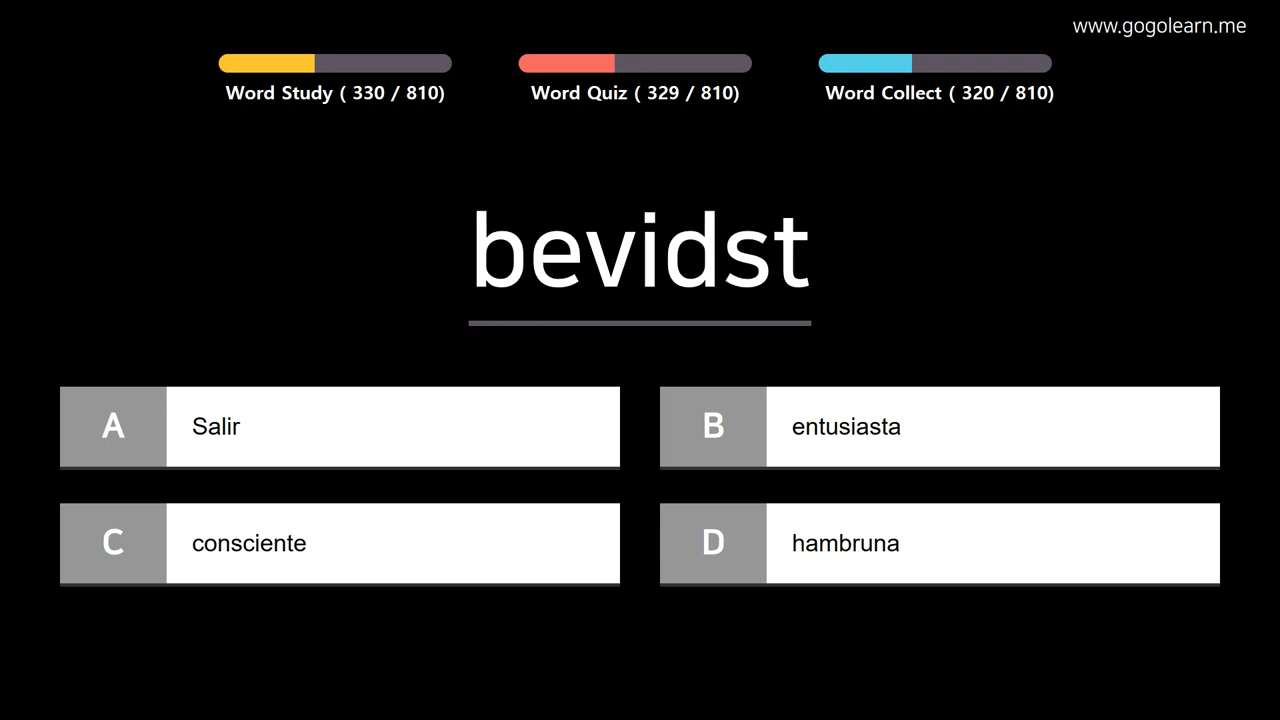 www.gogolearn.me
Word Study ( 330 / 810)
Word Quiz ( 329 / 810)
Word Collect ( 320 / 810)
bevidst
A
Salir
B
entusiasta
C
consciente
D
hambruna